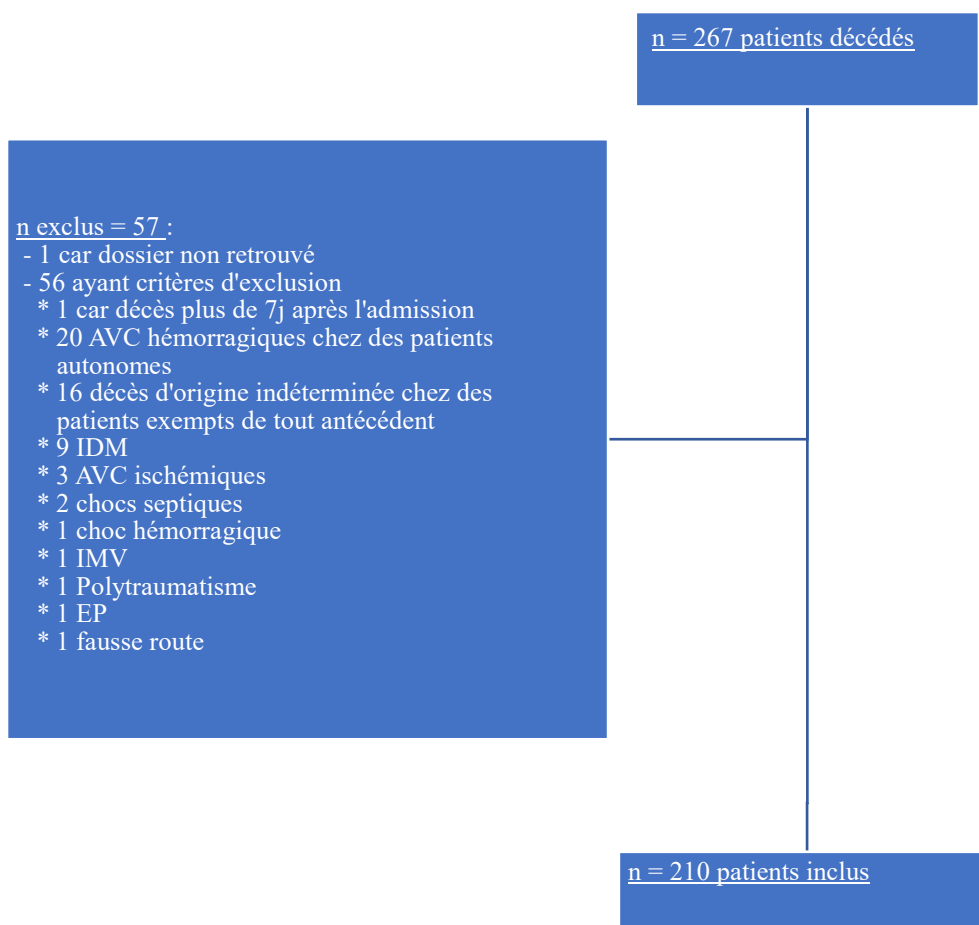 n = 267 patients décédés
n exclus = 57 :
- 1 car dossier non retrouvé
- 56 ayant critères d'exclusion
* 1 car décès plus de 7j après l'admission
* 20 AVC hémorragiques chez des patients
autonomes
* 16 décès d'origine indéterminée chez des
patients exempts de tout antécédent
* 9 IDM
* 3 AVC ischémiques
* 2 chocs septiques
* 1 choc hémorragique
* 1 IMV
* 1 Polytraumatisme
* 1 EP
* 1 fausse route
n = 210 patients inclus